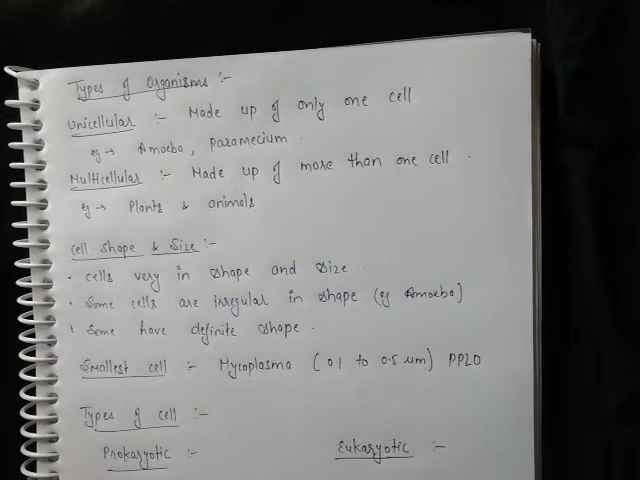 Types of Organisms :-
Unicellular :- Made up of only one cell
eg → Amoeba, paramecium.
Multicellular :- Made up of more than one cell.
eg → Plants & animals
Cell Shape & Size :-
• Cells very in shape and size.
• Some cells are irregular in shape (eg Amoeba)
• Some have definite shape.
Smallest cell :- Mycoplasma (0.1 to 0.5 um) PPLO
Types of cell :-
Prokaryotic :- Eukaryotic :-